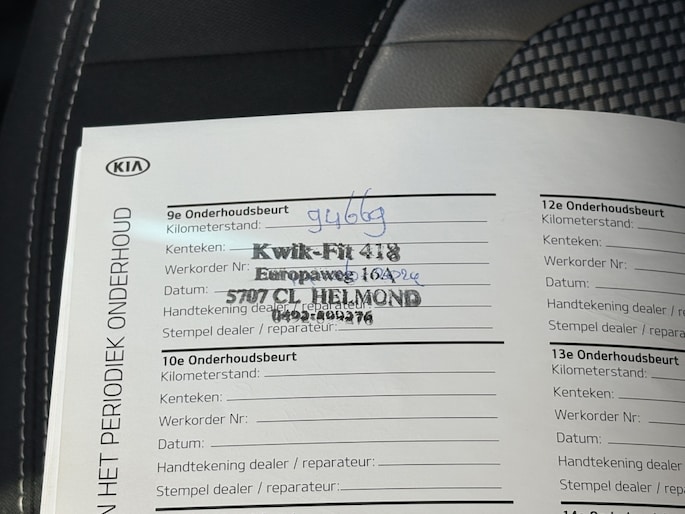 KIA
N HET PERIODIEK ONDERHOUD
9e Onderhoudsbeurt
Kilometerstand: 94669
Kenteken:
Kwik-Fit 418
Werkorder Nr:
Europaweg 16A
Datum: 2024
5707 CL HELMOND
Handtekening dealer / reparateur:
Stempel dealer / reparateur:
10e Onderhoudsbeurt
Kilometerstand:
Kenteken:
Werkorder Nr:
Datum:
Handtekening dealer / reparateur:
Stempel dealer / reparateur:
12e Onderhoudsbeurt
Kilometerstand:
Kenteken:
Werkorder Nr:
Datum:
Handtekening dealer / r
Stempel dealer / repara
13e Onderhoudsbeurt
Kilometerstand:
Kenteken:
Werkorder Nr:
Datum:
Handtekening dealer
Stempel dealer / repara